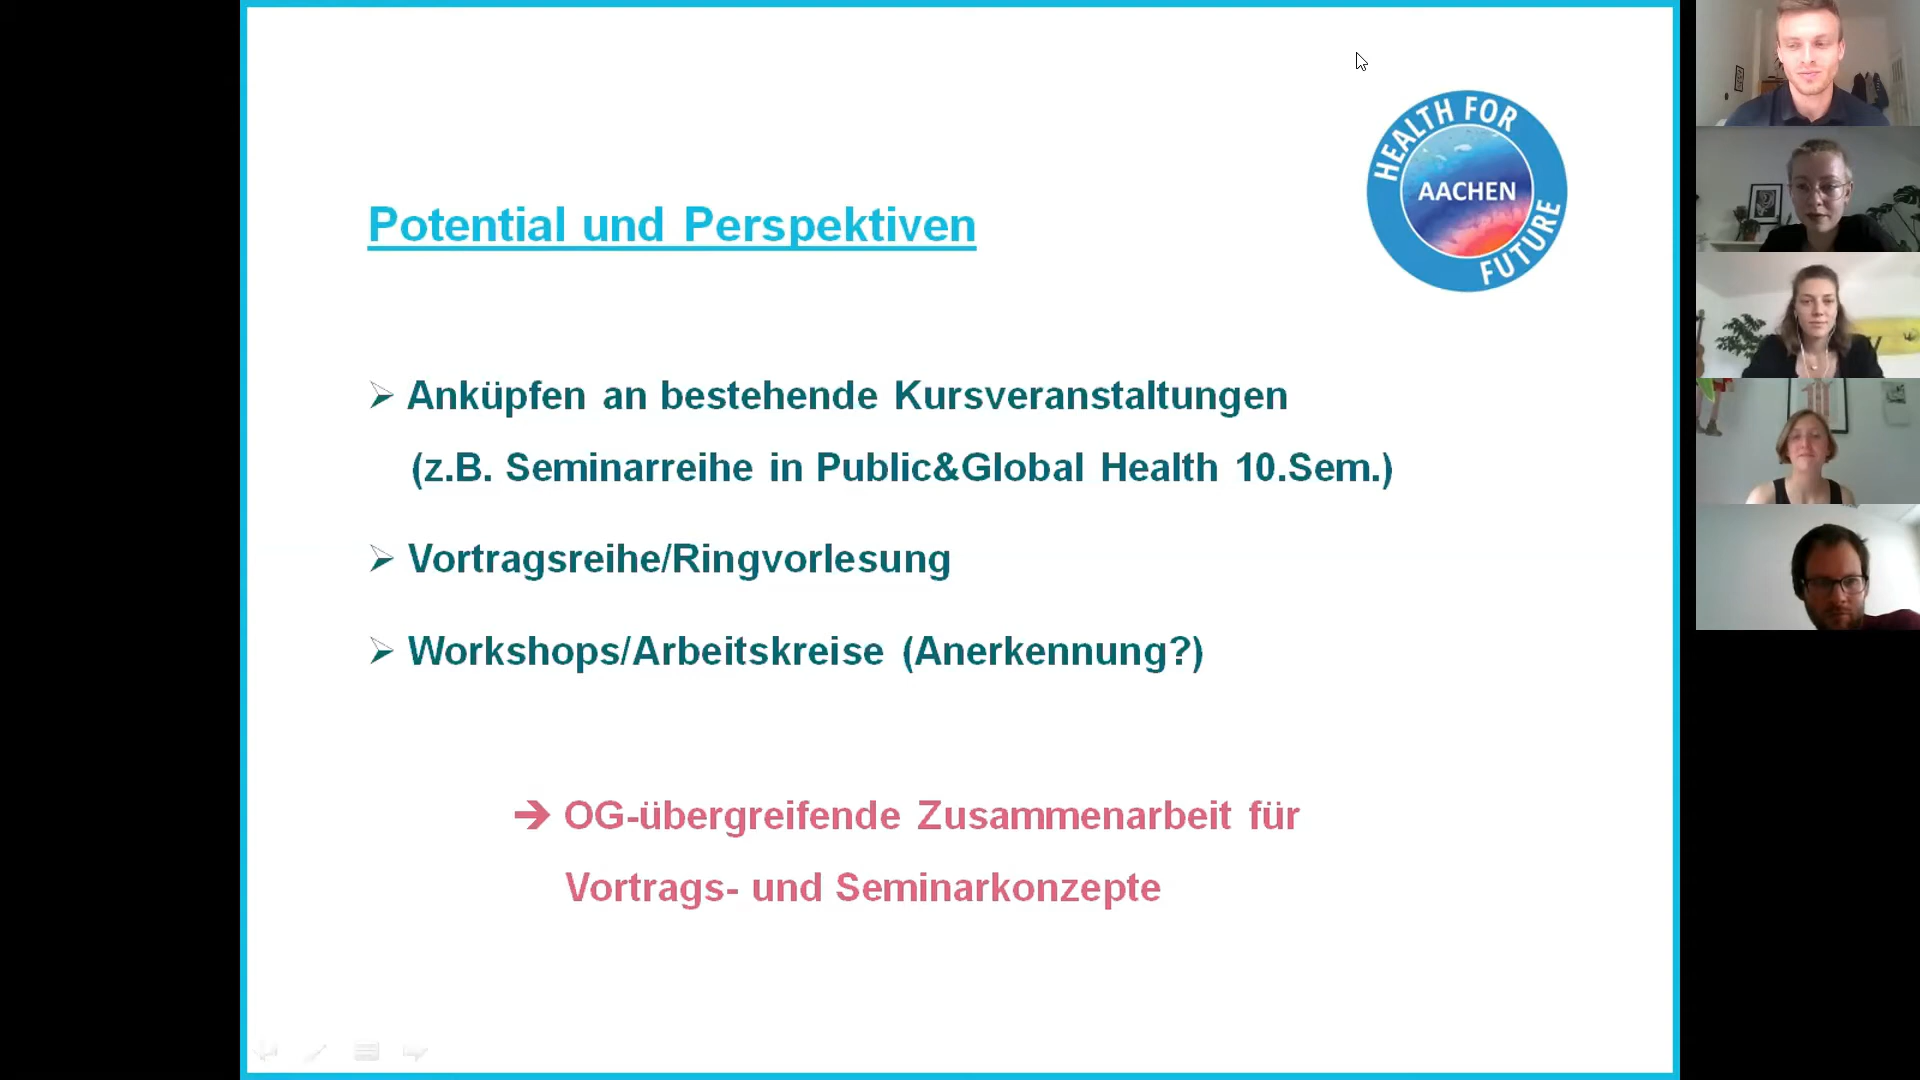 HEALTH FOR
AACHEN
FUTURE
Potential und Perspektiven
Anküpfen an bestehende Kursveranstaltungen
(z.B. Seminarreihe in Public&Global Health 10.Sem.)
Vortragsreihe/Ringvorlesung
Workshops/Arbeitskreise (Anerkennung?)
➔ OG-übergreifende Zusammenarbeit für
Vortrags- und Seminarkonzepte